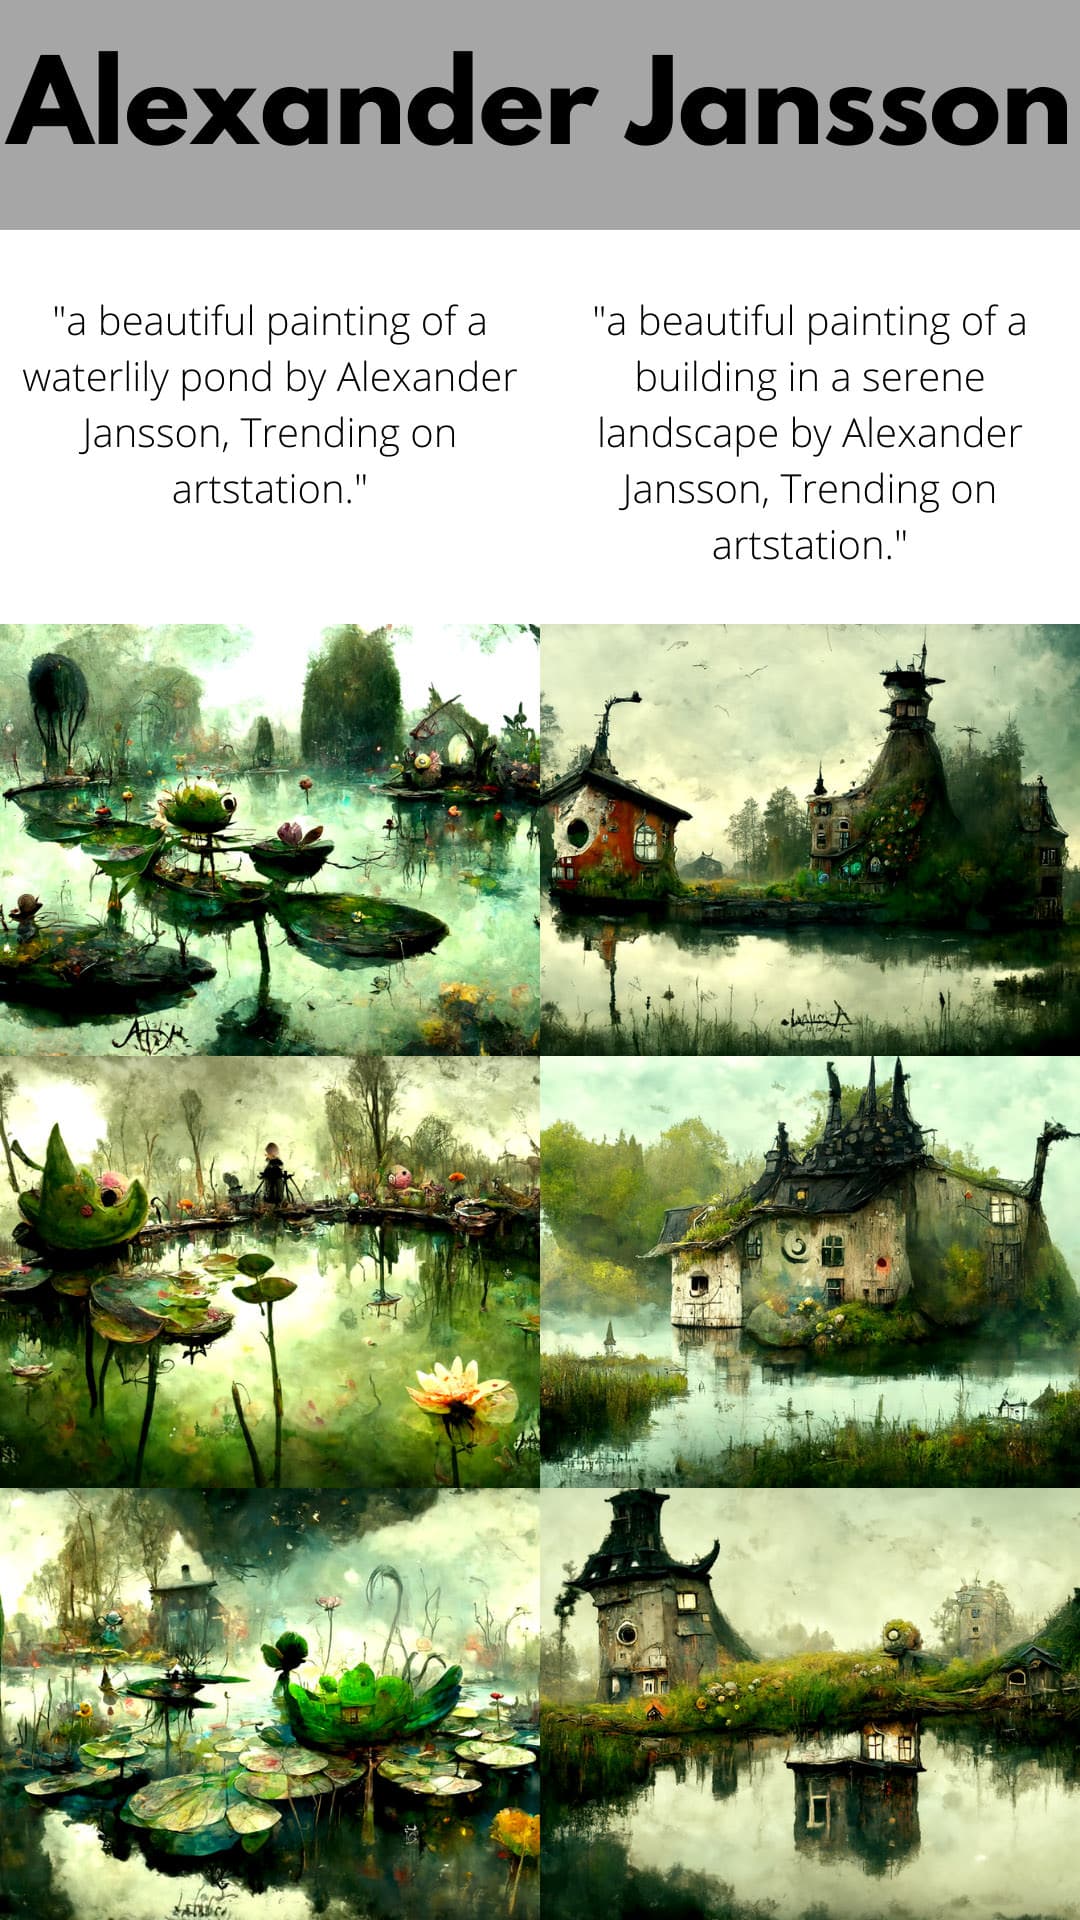 Alexander Jansson
"a beautiful painting of a
waterlily pond by Alexander
Jansson, Trending on
artstation."
"a beautiful painting of a
building in a serene
landscape by Alexander
Jansson, Trending on
artstation."